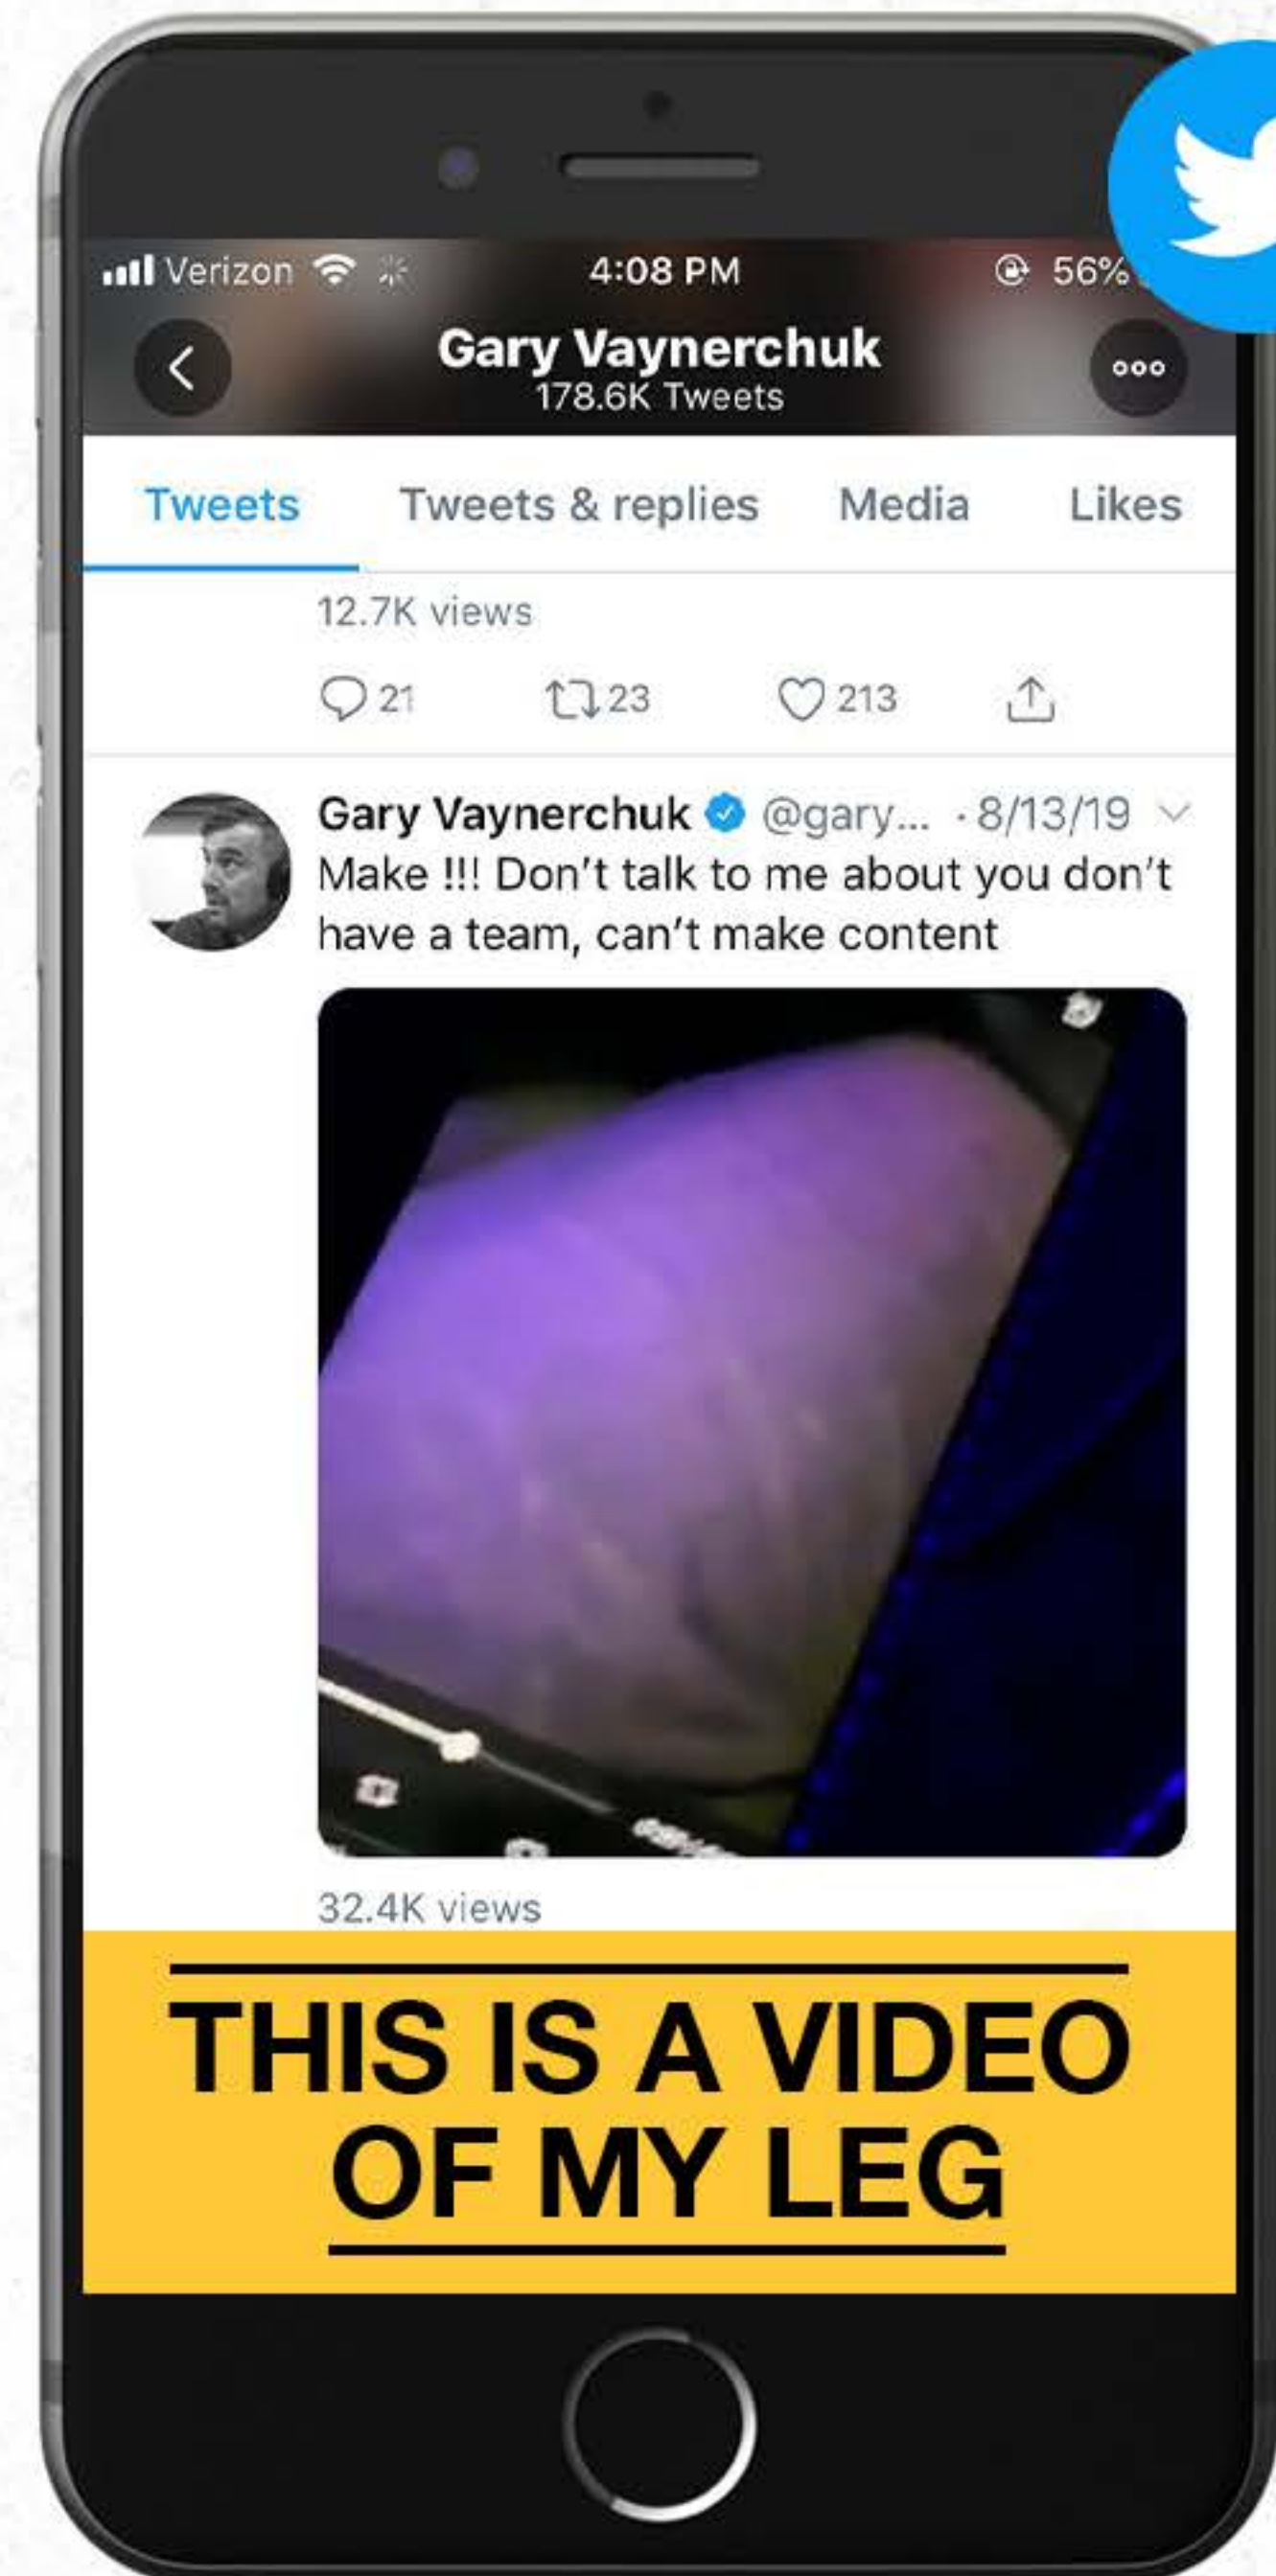 Verizon 4:08 PM 56%
Gary Vaynerchuk
178.6K Tweets
Tweets Tweets & replies Media Likes
12.7K views
21 23 213
Gary Vaynerchuk @gary... · 8/13/19
Make !!! Don't talk to me about you don't
have a team, can't make content
32.4K views
THIS IS A VIDEO
OF MY LEG